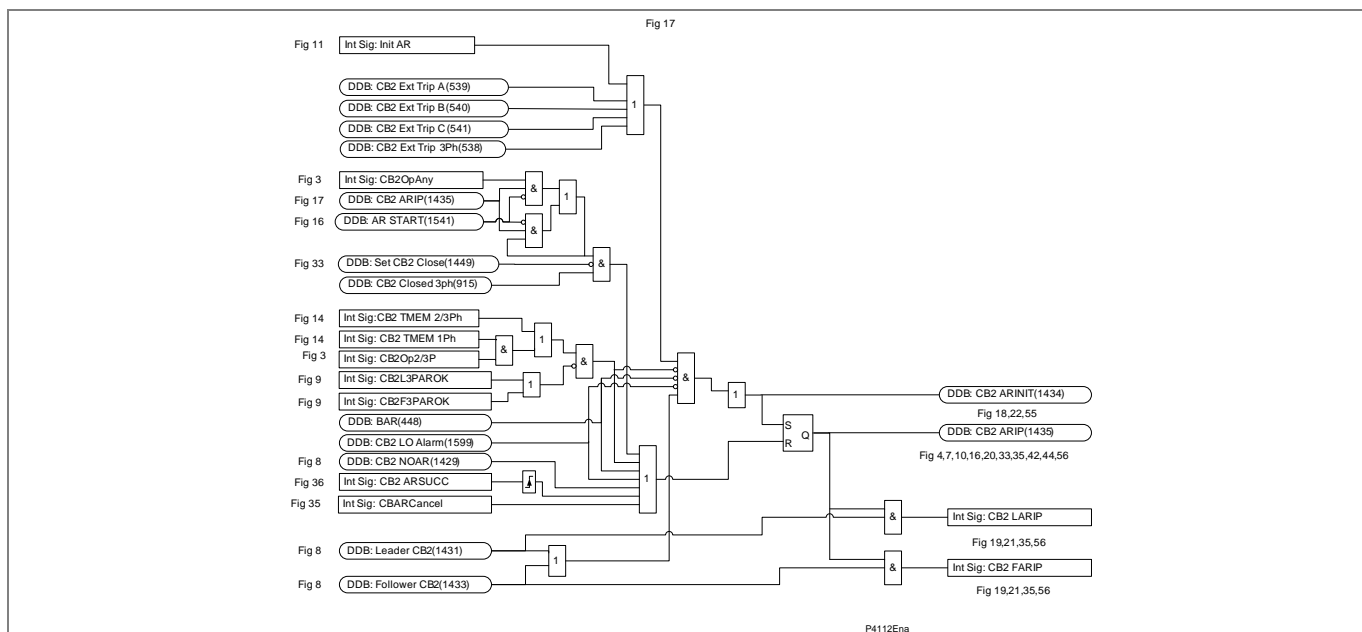 Fig 17
Fig 11 Int Sig: Init AR
DDB: CB2 Ext Trip A(539)
DDB: CB2 Ext Trip B(540)
1
DDB: CB2 Ext Trip C(541)
DDB: CB2 Ext Trip 3Ph(538)
Fig 3 Int Sig: CB2OpAny
&
Fig 17 DDB: CB2 ARIP(1435)
1
Fig 16 DDB: AR START(1541)
&
Fig 33 DDB: Set CB2 Close(1449)
&
DDB: CB2 Closed 3ph(915)
Fig 14 Int Sig:CB2 TMEM 2/3Ph
1
Fig 14 Int Sig: CB2 TMEM 1Ph
&
Fig 3 Int Sig: CB2Op2/3P
&
Fig 9 Int Sig: CB2L3PAROK
1
Fig 9 Int Sig: CB2F3PAROK
&
1
DDB: CB2 ARINIT(1434)
Fig 18,22,55
DDB: BAR(448)
S
Q
R
DDB: CB2 ARIP(1435)
Fig 4,7,10,16,20,33,35,42,44,56
DDB: CB2 LO Alarm(1599)
Fig 8 DDB: CB2 NOAR(1429)
Fig 36 Int Sig: CB2 ARSUCC
1
Fig 35 Int Sig: CBARCancel
&
Int Sig: CB2 LARIP
Fig 19,21,35,56
Fig 8 DDB: Leader CB2(1431)
1
&
Int Sig: CB2 FARIP
Fig 8 DDB: Follower CB2(1433)
Fig 19,21,35,56
P4112Ena